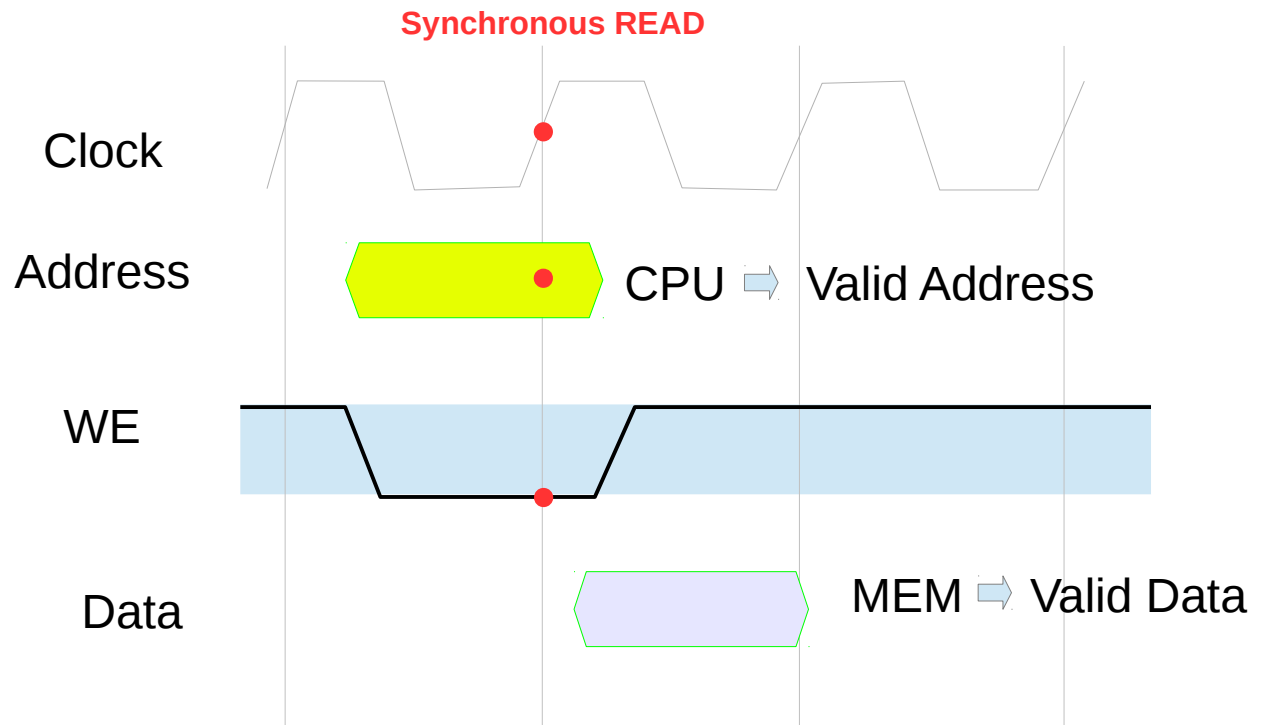 Synchronous READ
Clock
Address
CPU Valid Address
WE
Data
MEM Valid Data